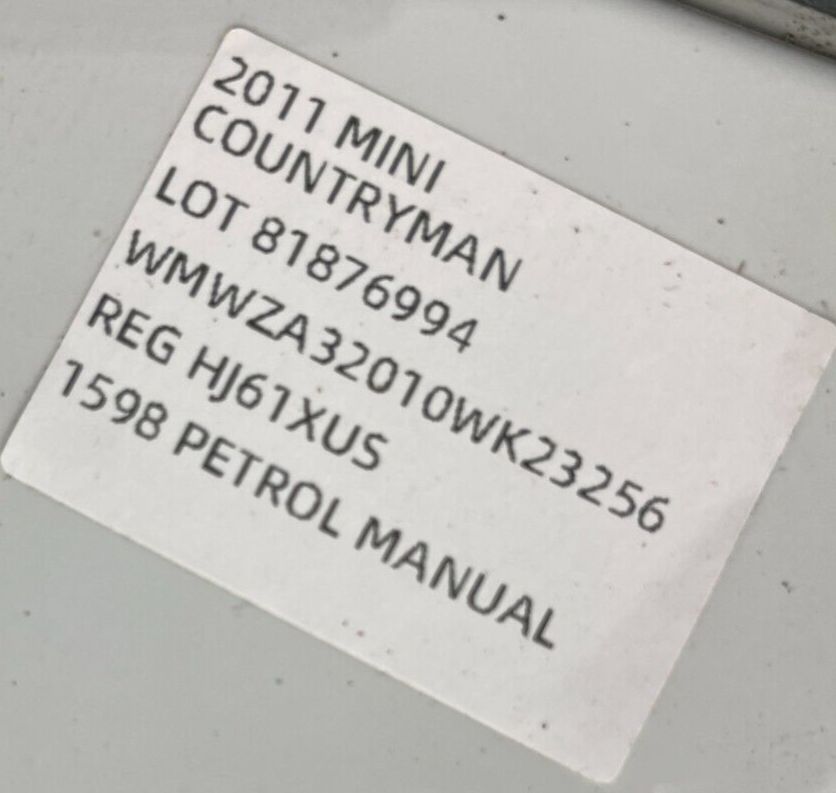 2011 MINI
COUNTRYMAN
LOT 81876994
WMWZA32010WK23256
REG HJ61XUS
1598 PETROL MANUAL